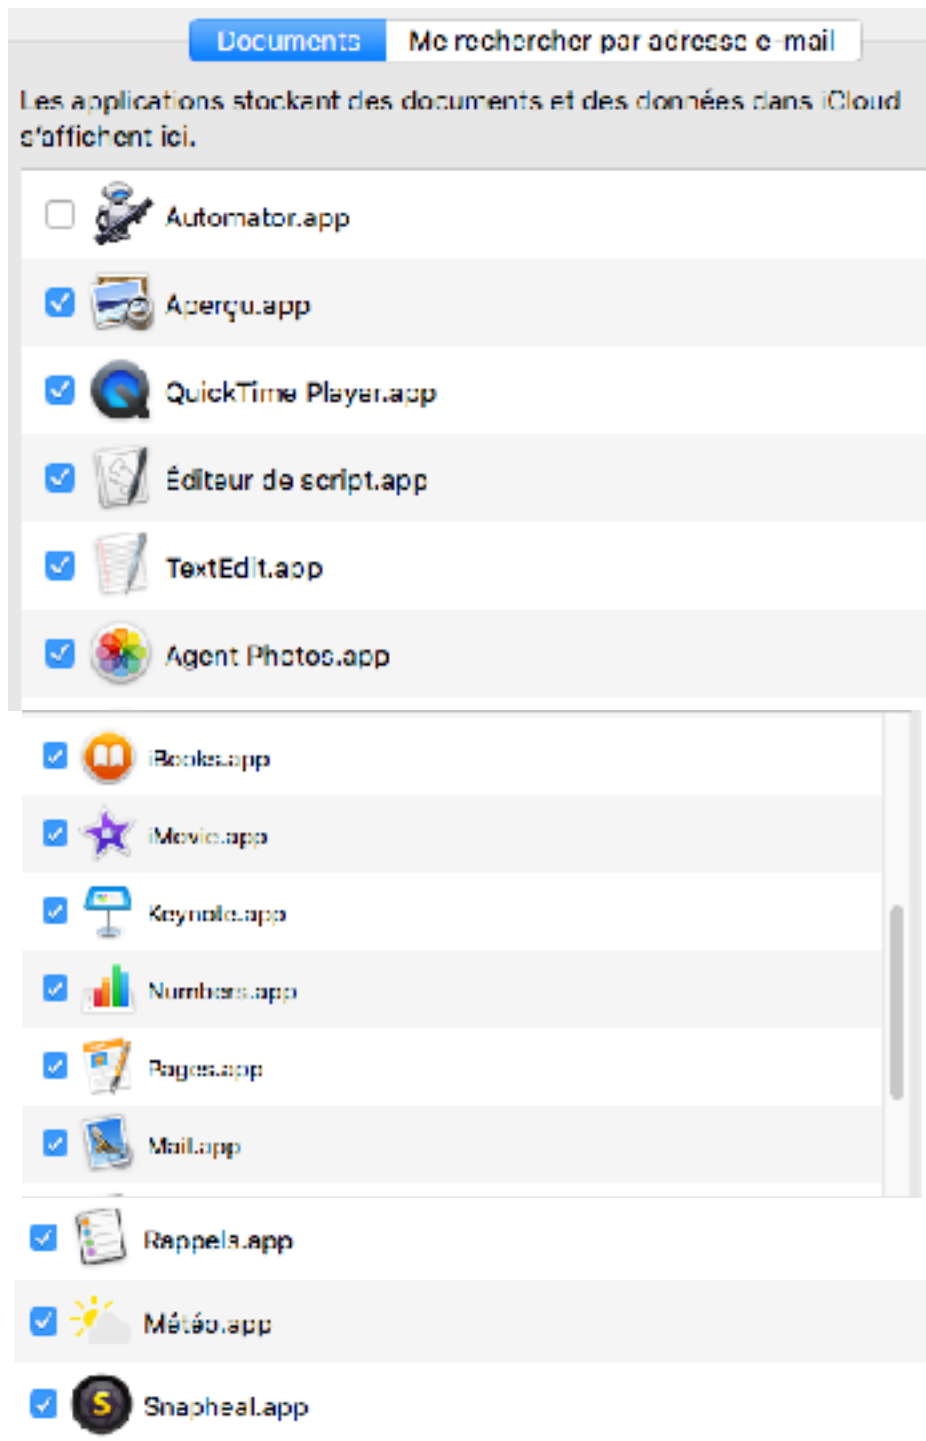 Documents Me rechercher par adresse e-mail
Les applications stockant des documents et des données dans iCloud
s'affichent ici.
Automator.app
Aperçu.app
QuickTime Player.app
Éditeur de script.app
TextEdit.app
Agent Photos.app
iBooks.app
iMovie.app
Keynote.app
Numbers.app
Pages.app
Mail.app
Rappels.app
Météo.app
S
Snapheal.app